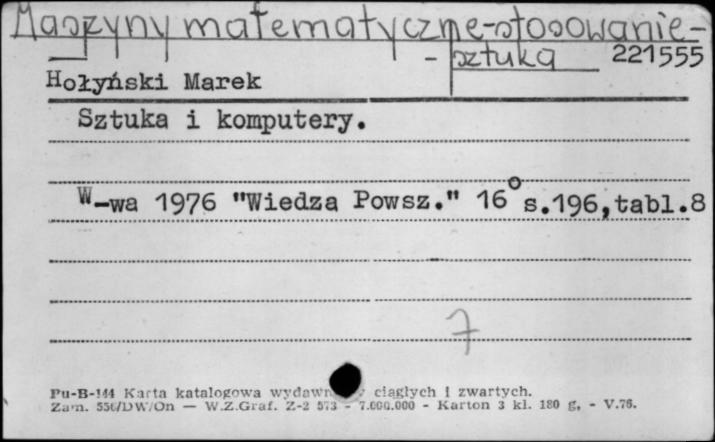 Maszyny matematyczne-stosowanie-
- sztuka 221555
Hołyński Marek
Sztuka i komputery.
W-wa 1976 "Wiedza Powsz." 16° s.196,tabl.8
7
Pu-B-144 Karta katalogowa ciągłych i zwartych.
Zam. 556/DW/On — W.Z.Graf. Z-2 573 - 7.000.000 - Karton 3 kl. 180 g. - V.76.